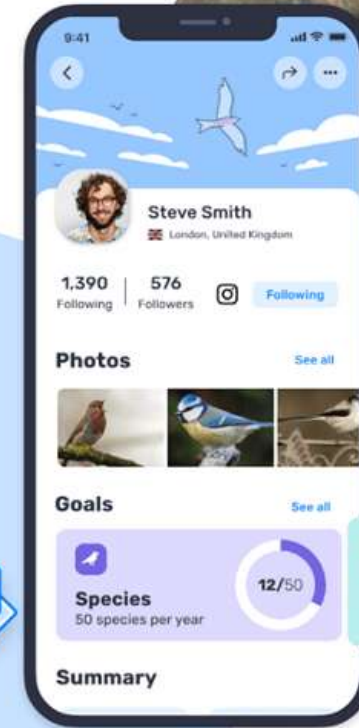 9:41
Steve Smith
London, United Kingdom
1,390
Following
576
Followers
Following
Photos
See all
Goals
See all
Species
50 species per year
12/50
Summary